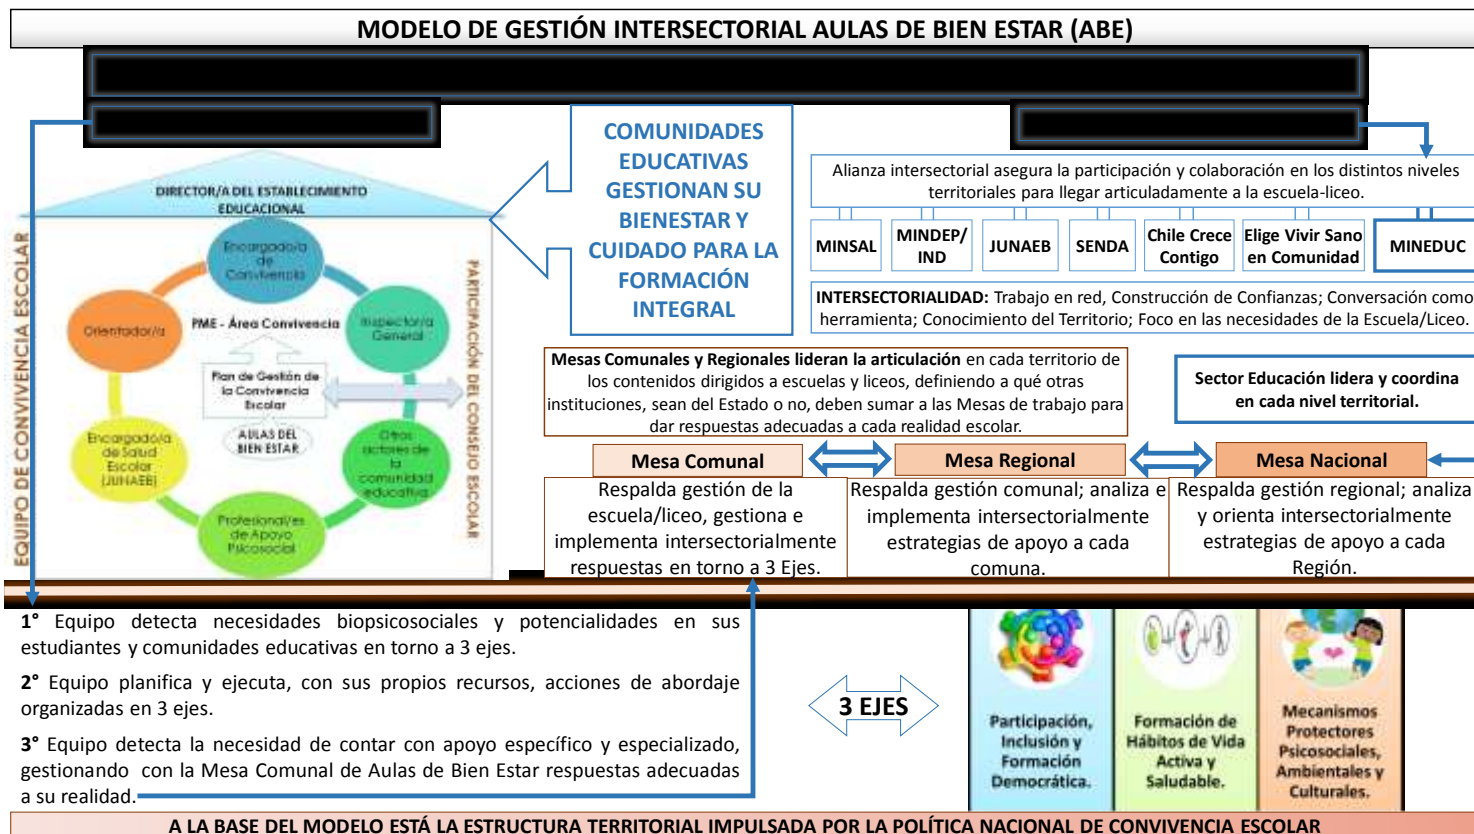 MODELO DE GESTIÓN INTERSECTORIAL AULAS DE BIEN ESTAR (ABE)
DIRECTOR/A DEL ESTABLECIMIENTO
EDUCACIONAL
EQUIPO DE CONVIVENCIA ESCOLAR
Encargado/a
de
Convivencia
Orientador/a
PME - Área Convivencia
Inspector/a
General
Plan de Gestión de
la Convivencia
Escolar
AULAS DEL
BIEN ESTAR
Encargado/a
de Salud
Escolar
(JUNAEB)
Otros
actores de
la
comunidad
educativa
Profesional/es
de Apoyo
Psicosocial
PARTICIPACIÓN DEL CONSEJO ESCOLAR
COMUNIDADES
EDUCATIVAS
GESTIONAN SU
BIENESTAR Y
CUIDADO PARA LA
FORMACIÓN
INTEGRAL
Alianza intersectorial asegura la participación y colaboración en los distintos niveles
territoriales para llegar articuladamente a la escuela-liceo.
MINSAL
MINDEP/
IND
JUNAEB
SENDA
Chile Crece
Contigo
Elige Vivir Sano
en Comunidad
MINEDUC
INTERSECTORIALIDAD: Trabajo en red, Construcción de Confianzas; Conversación como
herramienta; Conocimiento del Territorio; Foco en las necesidades de la Escuela/Liceo.
Mesas Comunales y Regionales lideran la articulación en cada territorio de
los contenidos dirigidos a escuelas y liceos, definiendo a qué otras
instituciones, sean del Estado o no, deben sumar a las Mesas de trabajo para
dar respuestas adecuadas a cada realidad escolar.
Sector Educación lidera y coordina
en cada nivel territorial.
Mesa Comunal
Mesa Regional
Mesa Nacional
Respalda gestión de la
escuela/liceo, gestiona e
implementa intersectorialmente
respuestas en torno a 3 Ejes.
Respalda gestión comunal; analiza e
implementa intersectorialmente
estrategias de apoyo a cada
comuna.
Respalda gestión regional; analiza
y orienta intersectorialmente
estrategias de apoyo a cada
Región.
1° Equipo detecta necesidades biopsicosociales y potencialidades en sus
estudiantes y comunidades educativas en torno a 3 ejes.
2° Equipo planifica y ejecuta, con sus propios recursos, acciones de abordaje
organizadas en 3 ejes.
3° Equipo detecta la necesidad de contar con apoyo específico y especializado,
gestionando con la Mesa Comunal de Aulas de Bien Estar respuestas adecuadas
a su realidad.
3 EJES
Participación,
Inclusión y
Formación
Democrática.
Formación de
Hábitos de Vida
Activa y
Saludable.
Mecanismos
Protectores
Psicosociales,
Ambientales y
Culturales.
A LA BASE DEL MODELO ESTÁ LA ESTRUCTURA TERRITORIAL IMPULSADA POR LA POLÍTICA NACIONAL DE CONVIVENCIA ESCOLAR